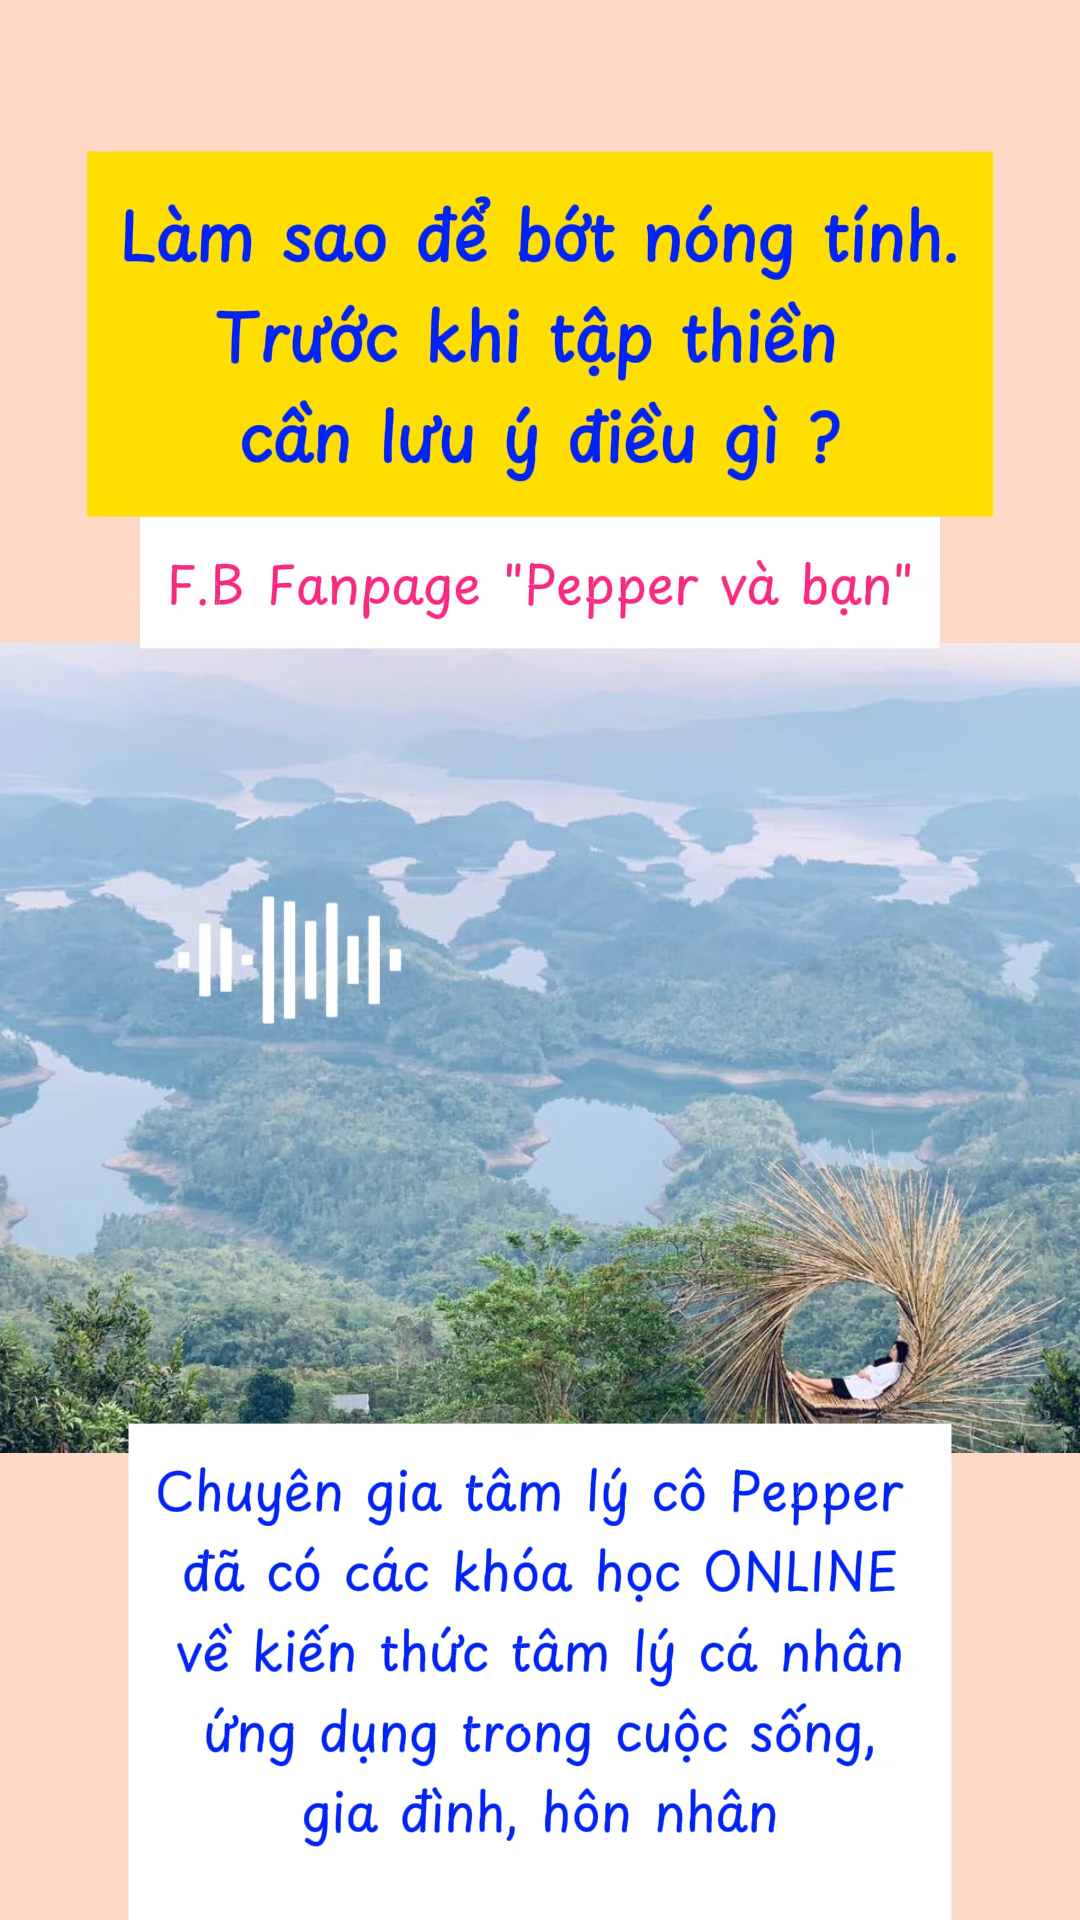 Làm sao để bớt nóng tính.
Trước khi tập thiền
cần lưu ý điều gì ?
F.B Fanpage "Pepper và bạn"
Chuyên gia tâm lý cô Pepper
đã có các khóa học ONLINE
về kiến thức tâm lý cá nhân
ứng dụng trong cuộc sống,
gia đình, hôn nhân